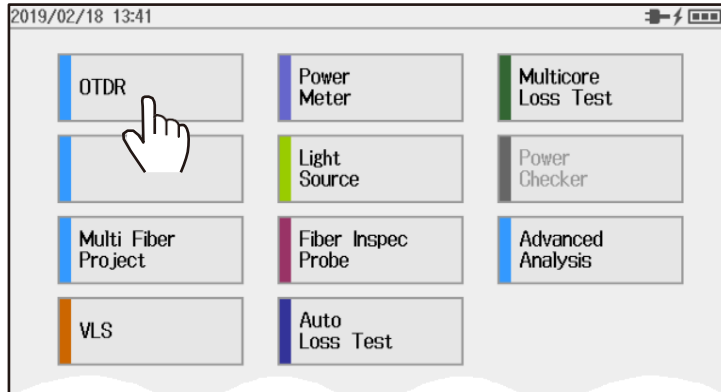 2019/02/18 13:41
OTDR
Power
Meter
Multicore
Loss Test
Light
Source
Power
Checker
Multi Fiber
Project
Fiber Inspec
Probe
Advanced
Analysis
VLS
Auto
Loss Test